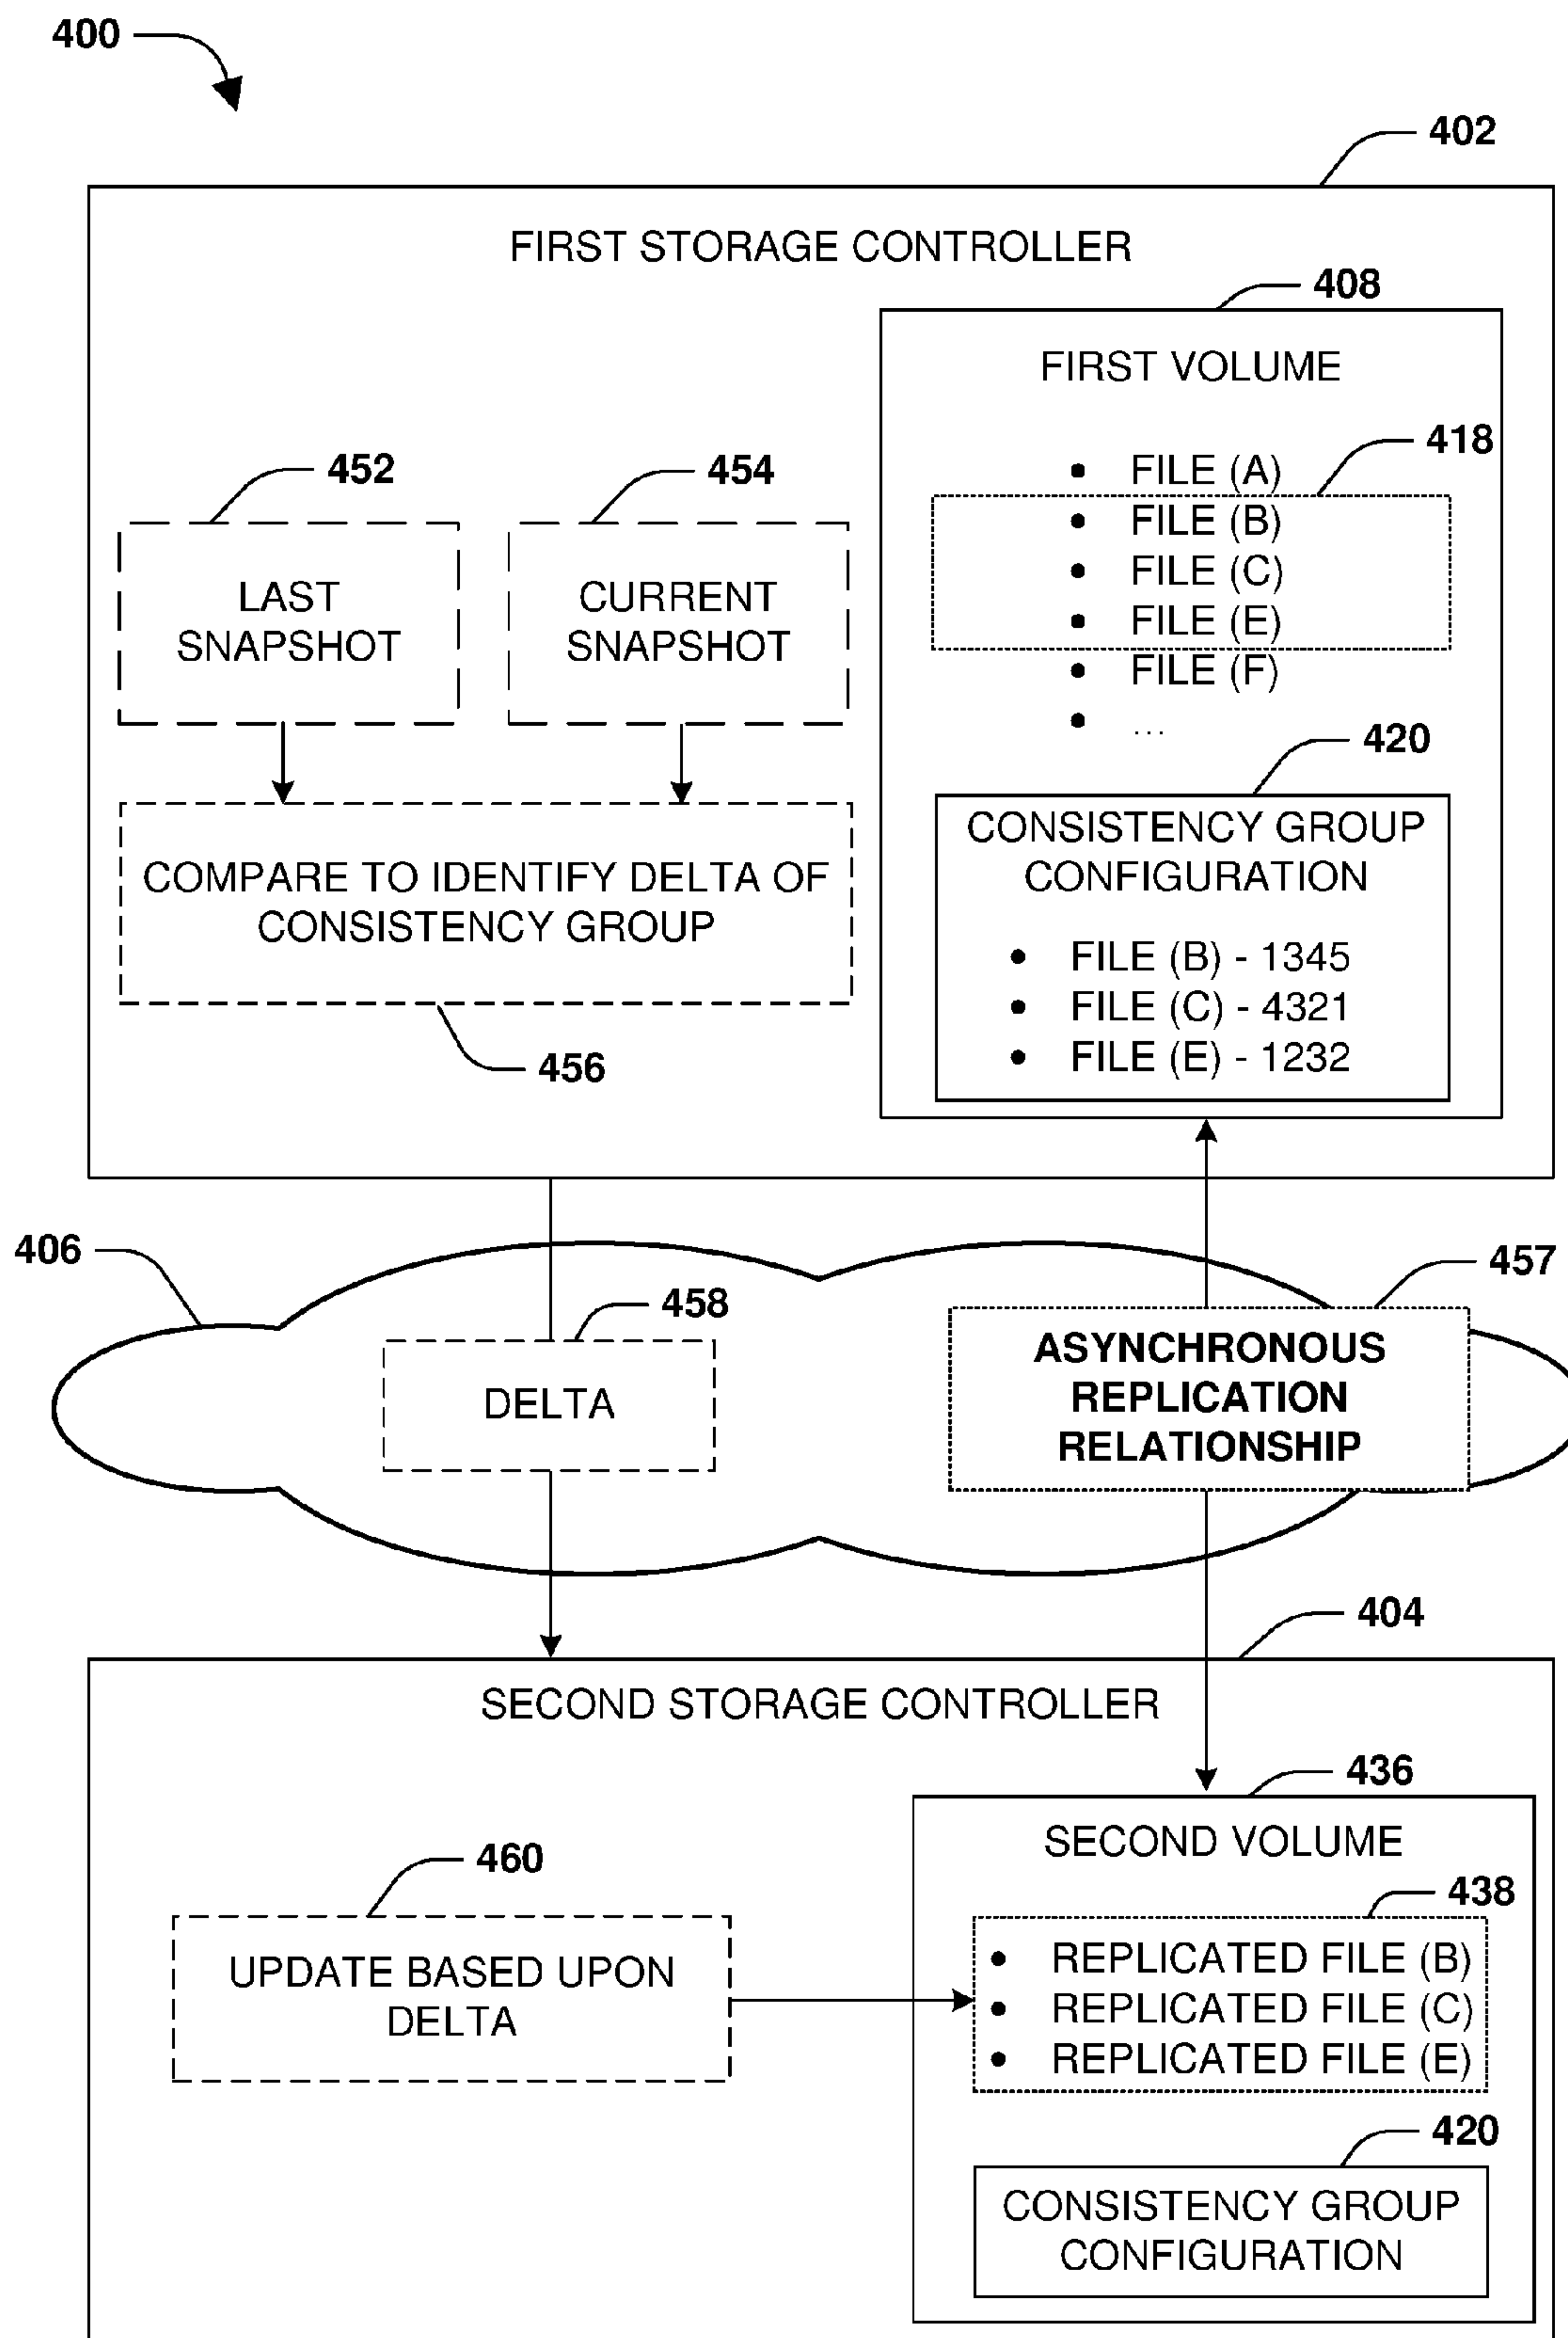 400
402
FIRST STORAGE CONTROLLER
408
FIRST VOLUME
418
• FILE (A)
• FILE (B)
• FILE (C)
• FILE (E)
• FILE (F)
• ...
452
454
LAST
SNAPSHOT
CURRENT
SNAPSHOT
COMPARE TO IDENTIFY DELTA OF
CONSISTENCY GROUP
456
420
CONSISTENCY GROUP
CONFIGURATION
• FILE (B) - 1345
• FILE (C) - 4321
• FILE (E) - 1232
406
458
DELTA
457
ASYNCHRONOUS
REPLICATION
RELATIONSHIP
404
SECOND STORAGE CONTROLLER
436
SECOND VOLUME
460
UPDATE BASED UPON
DELTA
438
• REPLICATED FILE (B)
• REPLICATED FILE (C)
• REPLICATED FILE (E)
420
CONSISTENCY GROUP
CONFIGURATION